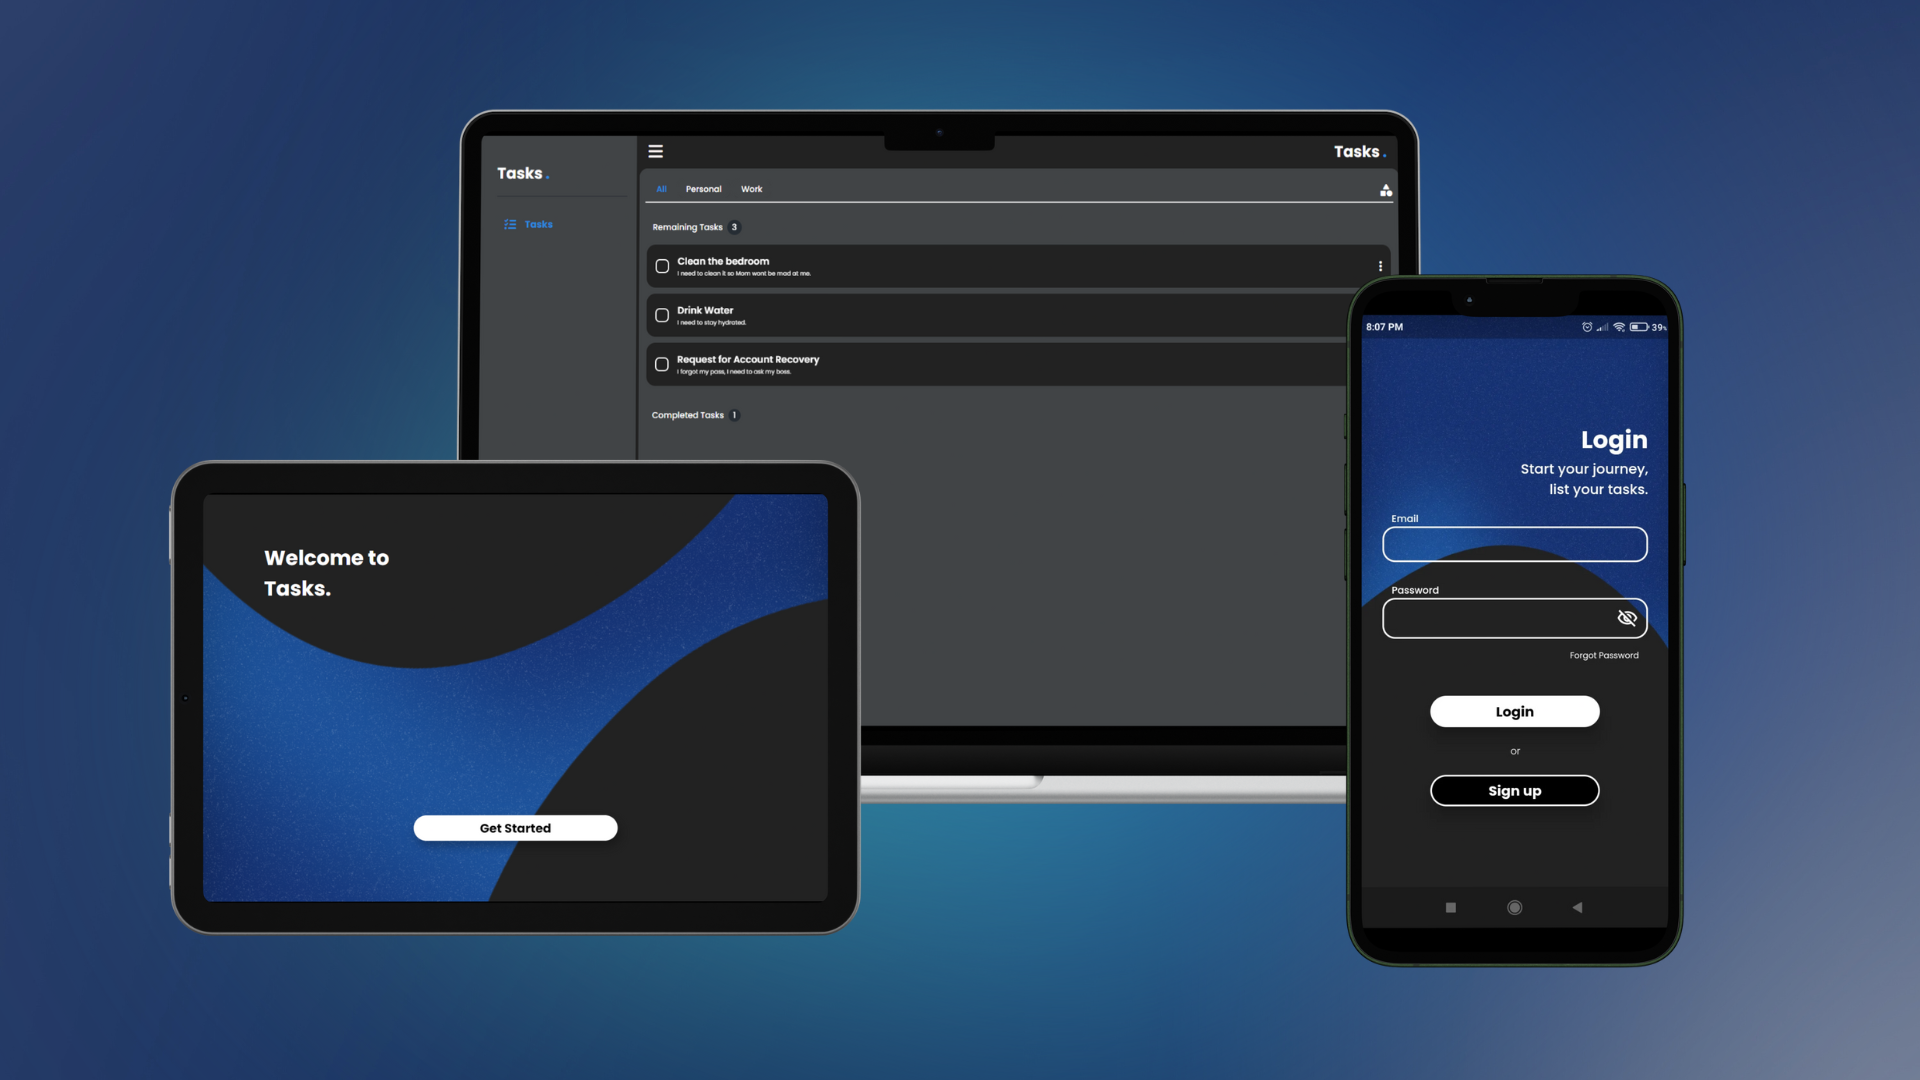 Tasks.
Tasks
Tasks.
All Personal Work
Remaining Tasks 3
Clean the bedroom
I need to clean it so Mom wont be mad at me.
Drink Water
I need to stay hydrated.
Request for Account Recovery
I forgot my pass, I need to ask my boss.
Completed Tasks 1
Welcome to
Tasks.
Get Started
8:07 PM 39%
Login
Start your journey,
list your tasks.
Email
Password
Forgot Password
Login
or
Sign up